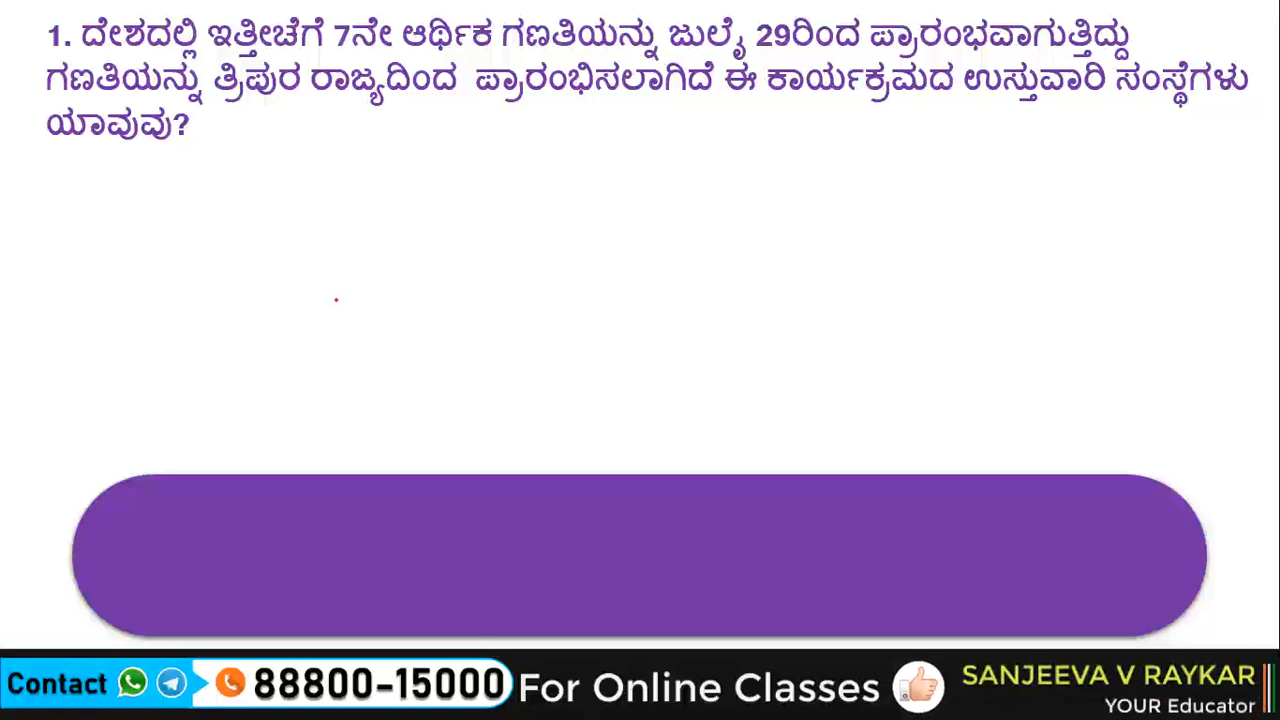 1. ದೇಶದಲ್ಲಿ ಇತ್ತೀಚೆಗೆ 7ನೇ ಆರ್ಥಿಕ ಗಣತಿಯನ್ನು ಜುಲೈ 29ರಿಂದ ಪ್ರಾರಂಭವಾಗುತ್ತಿದ್ದು
ಗಣತಿಯನ್ನು ತ್ರಿಪುರ ರಾಜ್ಯದಿಂದ ಪ್ರಾರಂಭಿಸಲಾಗಿದೆ ಈ ಕಾರ್ಯಕ್ರಮದ ಉಸ್ತುವಾರಿ ಸಂಸ್ಥೆಗಳು
ಯಾವುವು?
Contact 88800-15000 For Online Classes SANJEEVA V RAYKAR
YOUR Educator